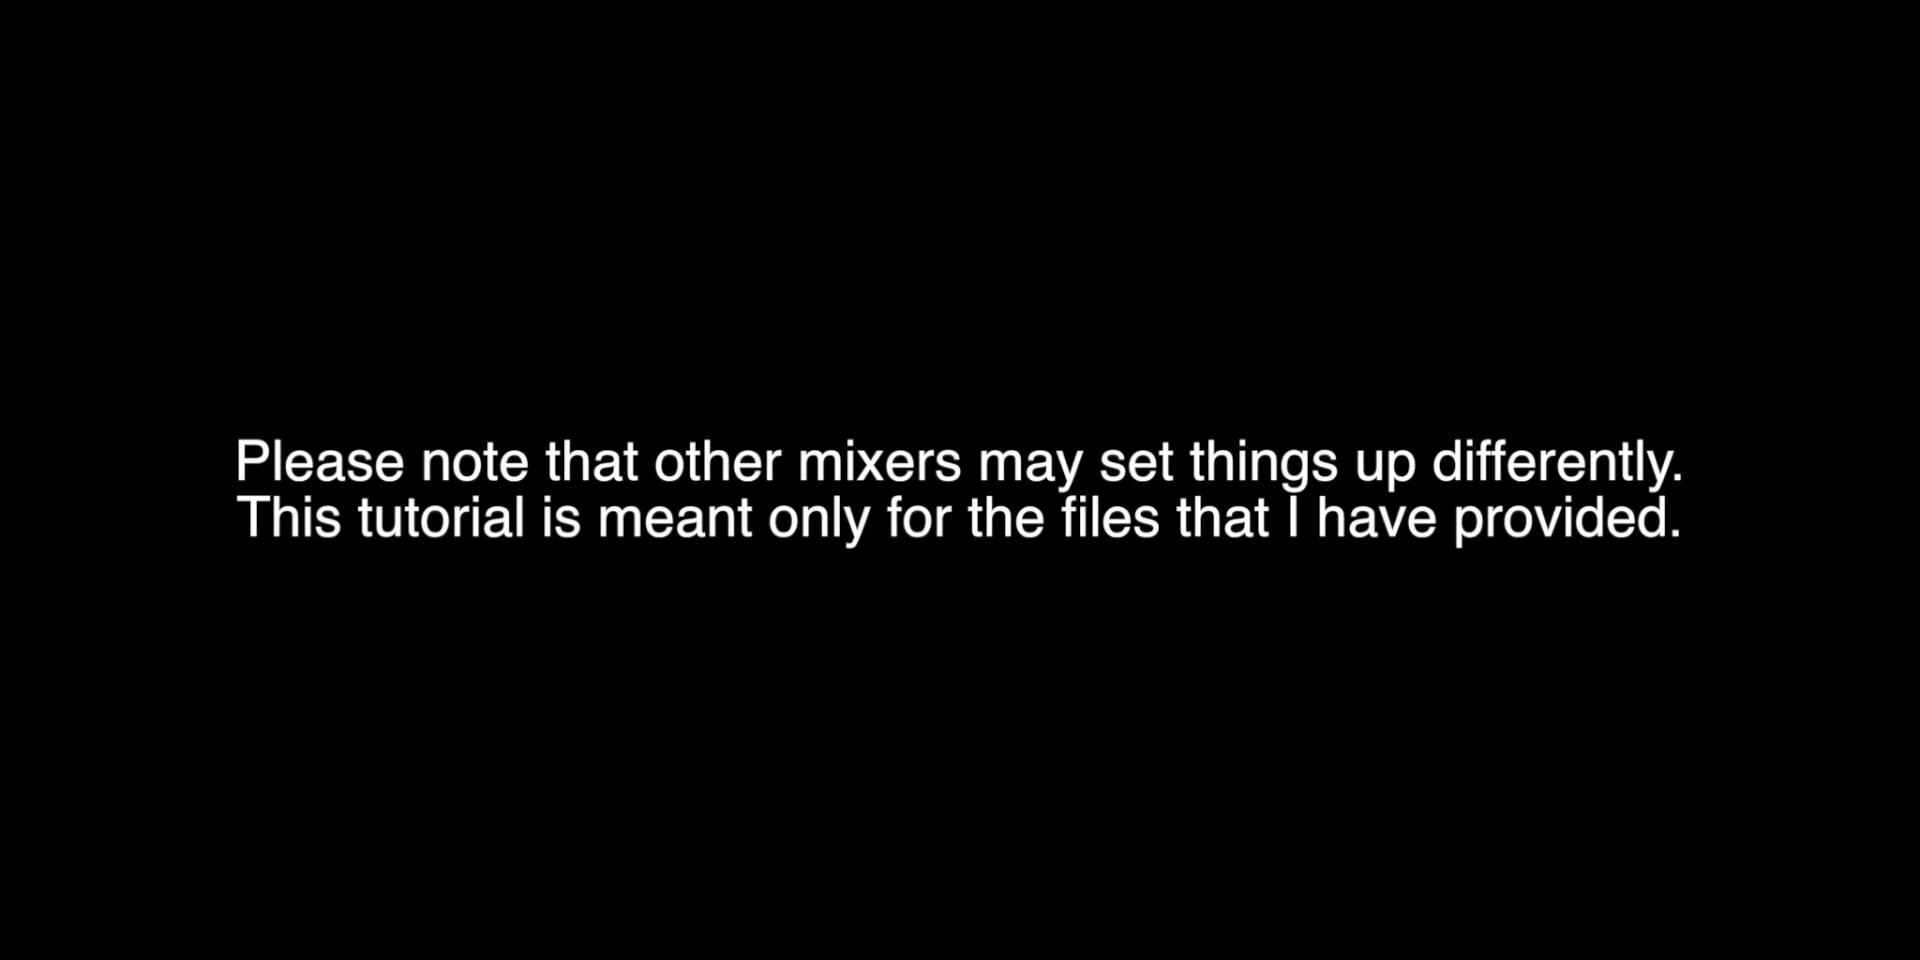 Please note that other mixers may set things up differently.
This tutorial is meant only for the files that I have provided.